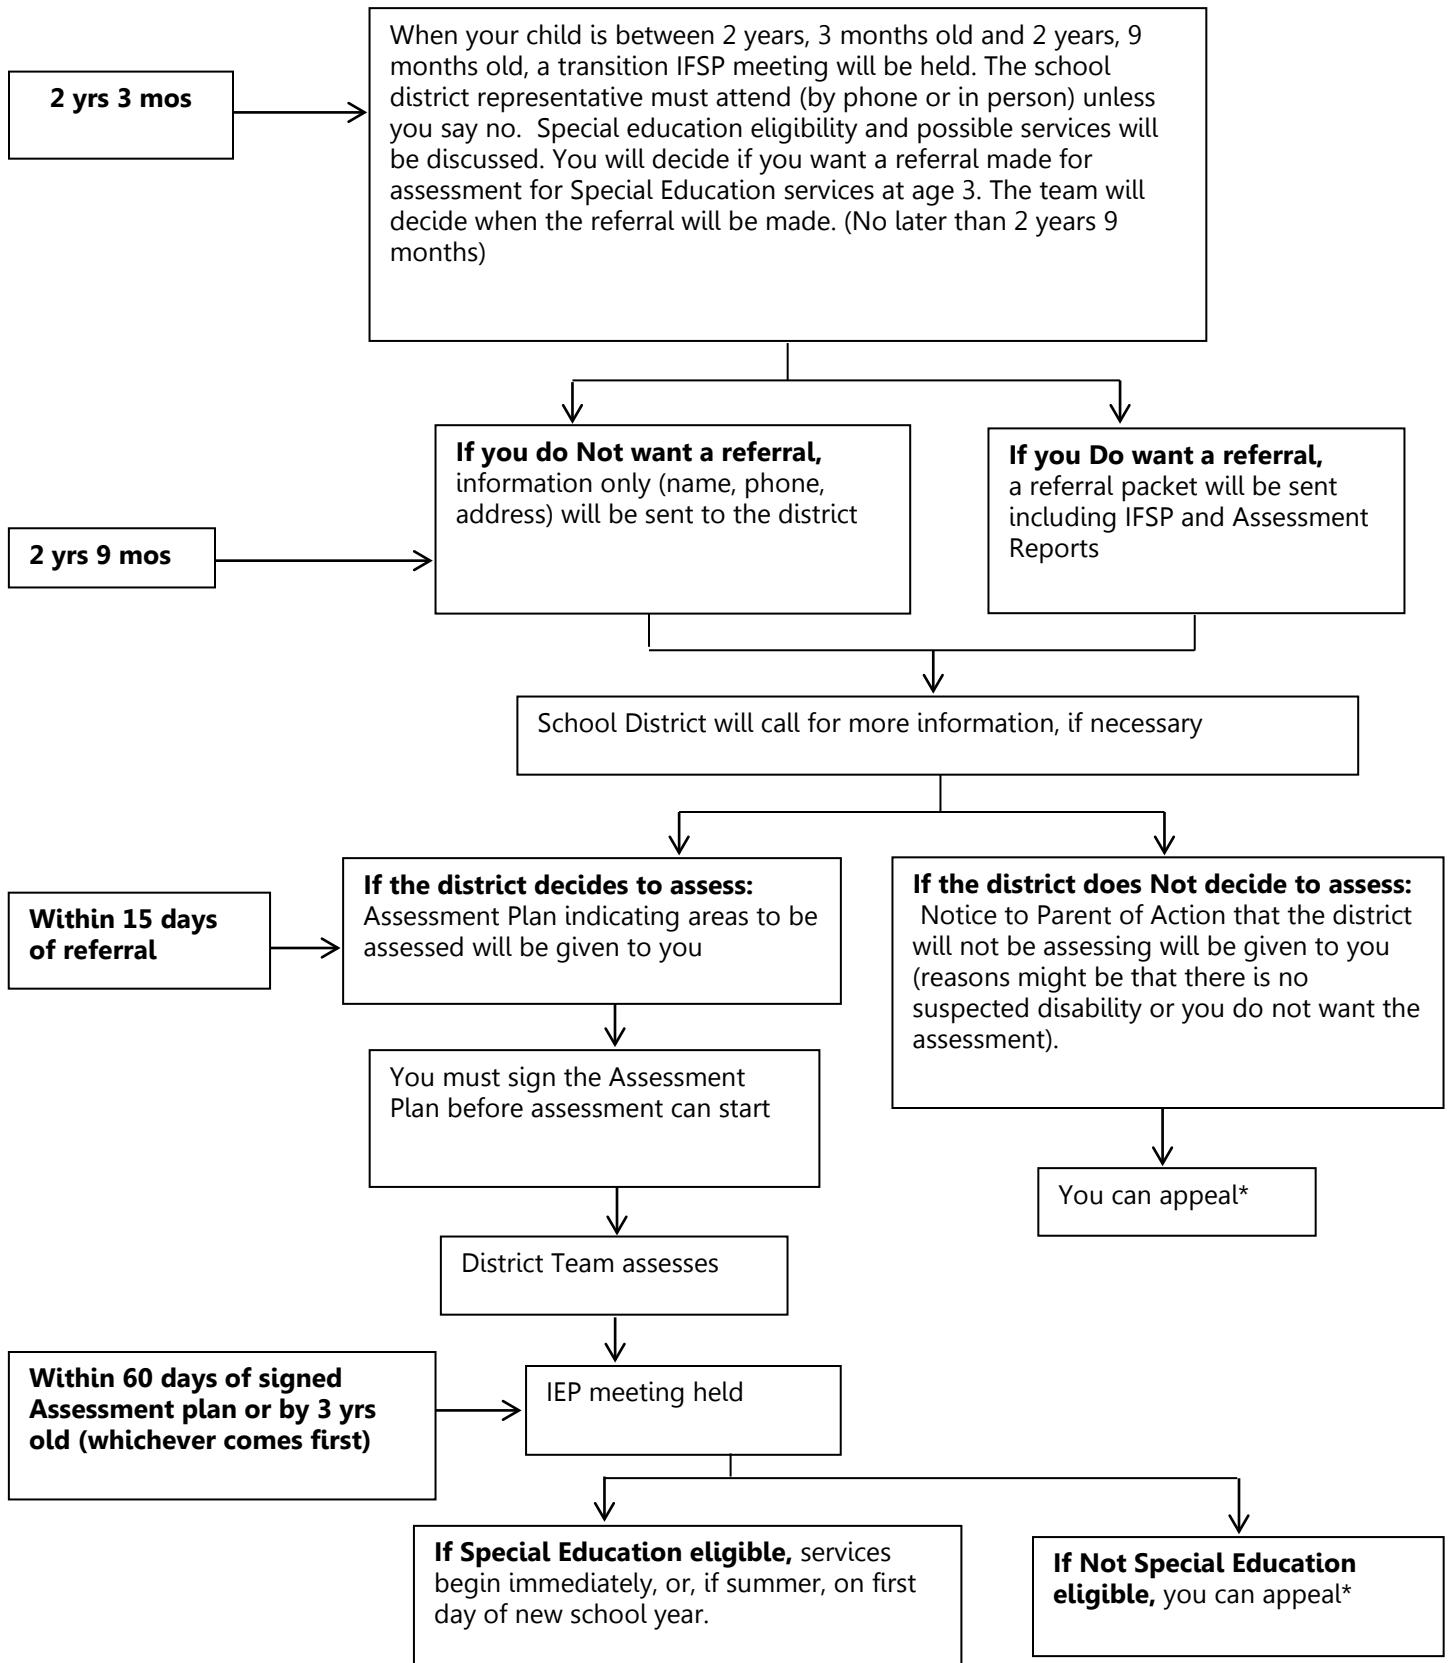 2 yrs 3 mos
When your child is between 2 years, 3 months old and 2 years, 9
months old, a transition IFSP meeting will be held. The school
district representative must attend (by phone or in person) unless
you say no.  Special education eligibility and possible services will
be discussed. You will decide if you want a referral made for
assessment for Special Education services at age 3. The team will
decide when the referral will be made. (No later than 2 years 9
months)
If you do Not want a referral,
information only (name, phone,
address) will be sent to the district
If you Do want a referral,
a referral packet will be sent
including IFSP and Assessment
Reports
2 yrs 9 mos
School District will call for more information, if necessary
Within 15 days
of referral
If the district decides to assess:
Assessment Plan indicating areas to be
assessed will be given to you
If the district does Not decide to assess:
Notice to Parent of Action that the district
will not be assessing will be given to you
(reasons might be that there is no
suspected disability or you do not want the
assessment).
You must sign the Assessment
Plan before assessment can start
You can appeal*
District Team assesses
Within 60 days of signed
Assessment plan or by 3 yrs
old (whichever comes first)
IEP meeting held
If Special Education eligible, services
begin immediately, or, if summer, on first
day of new school year.
If Not Special Education
eligible, you can appeal*